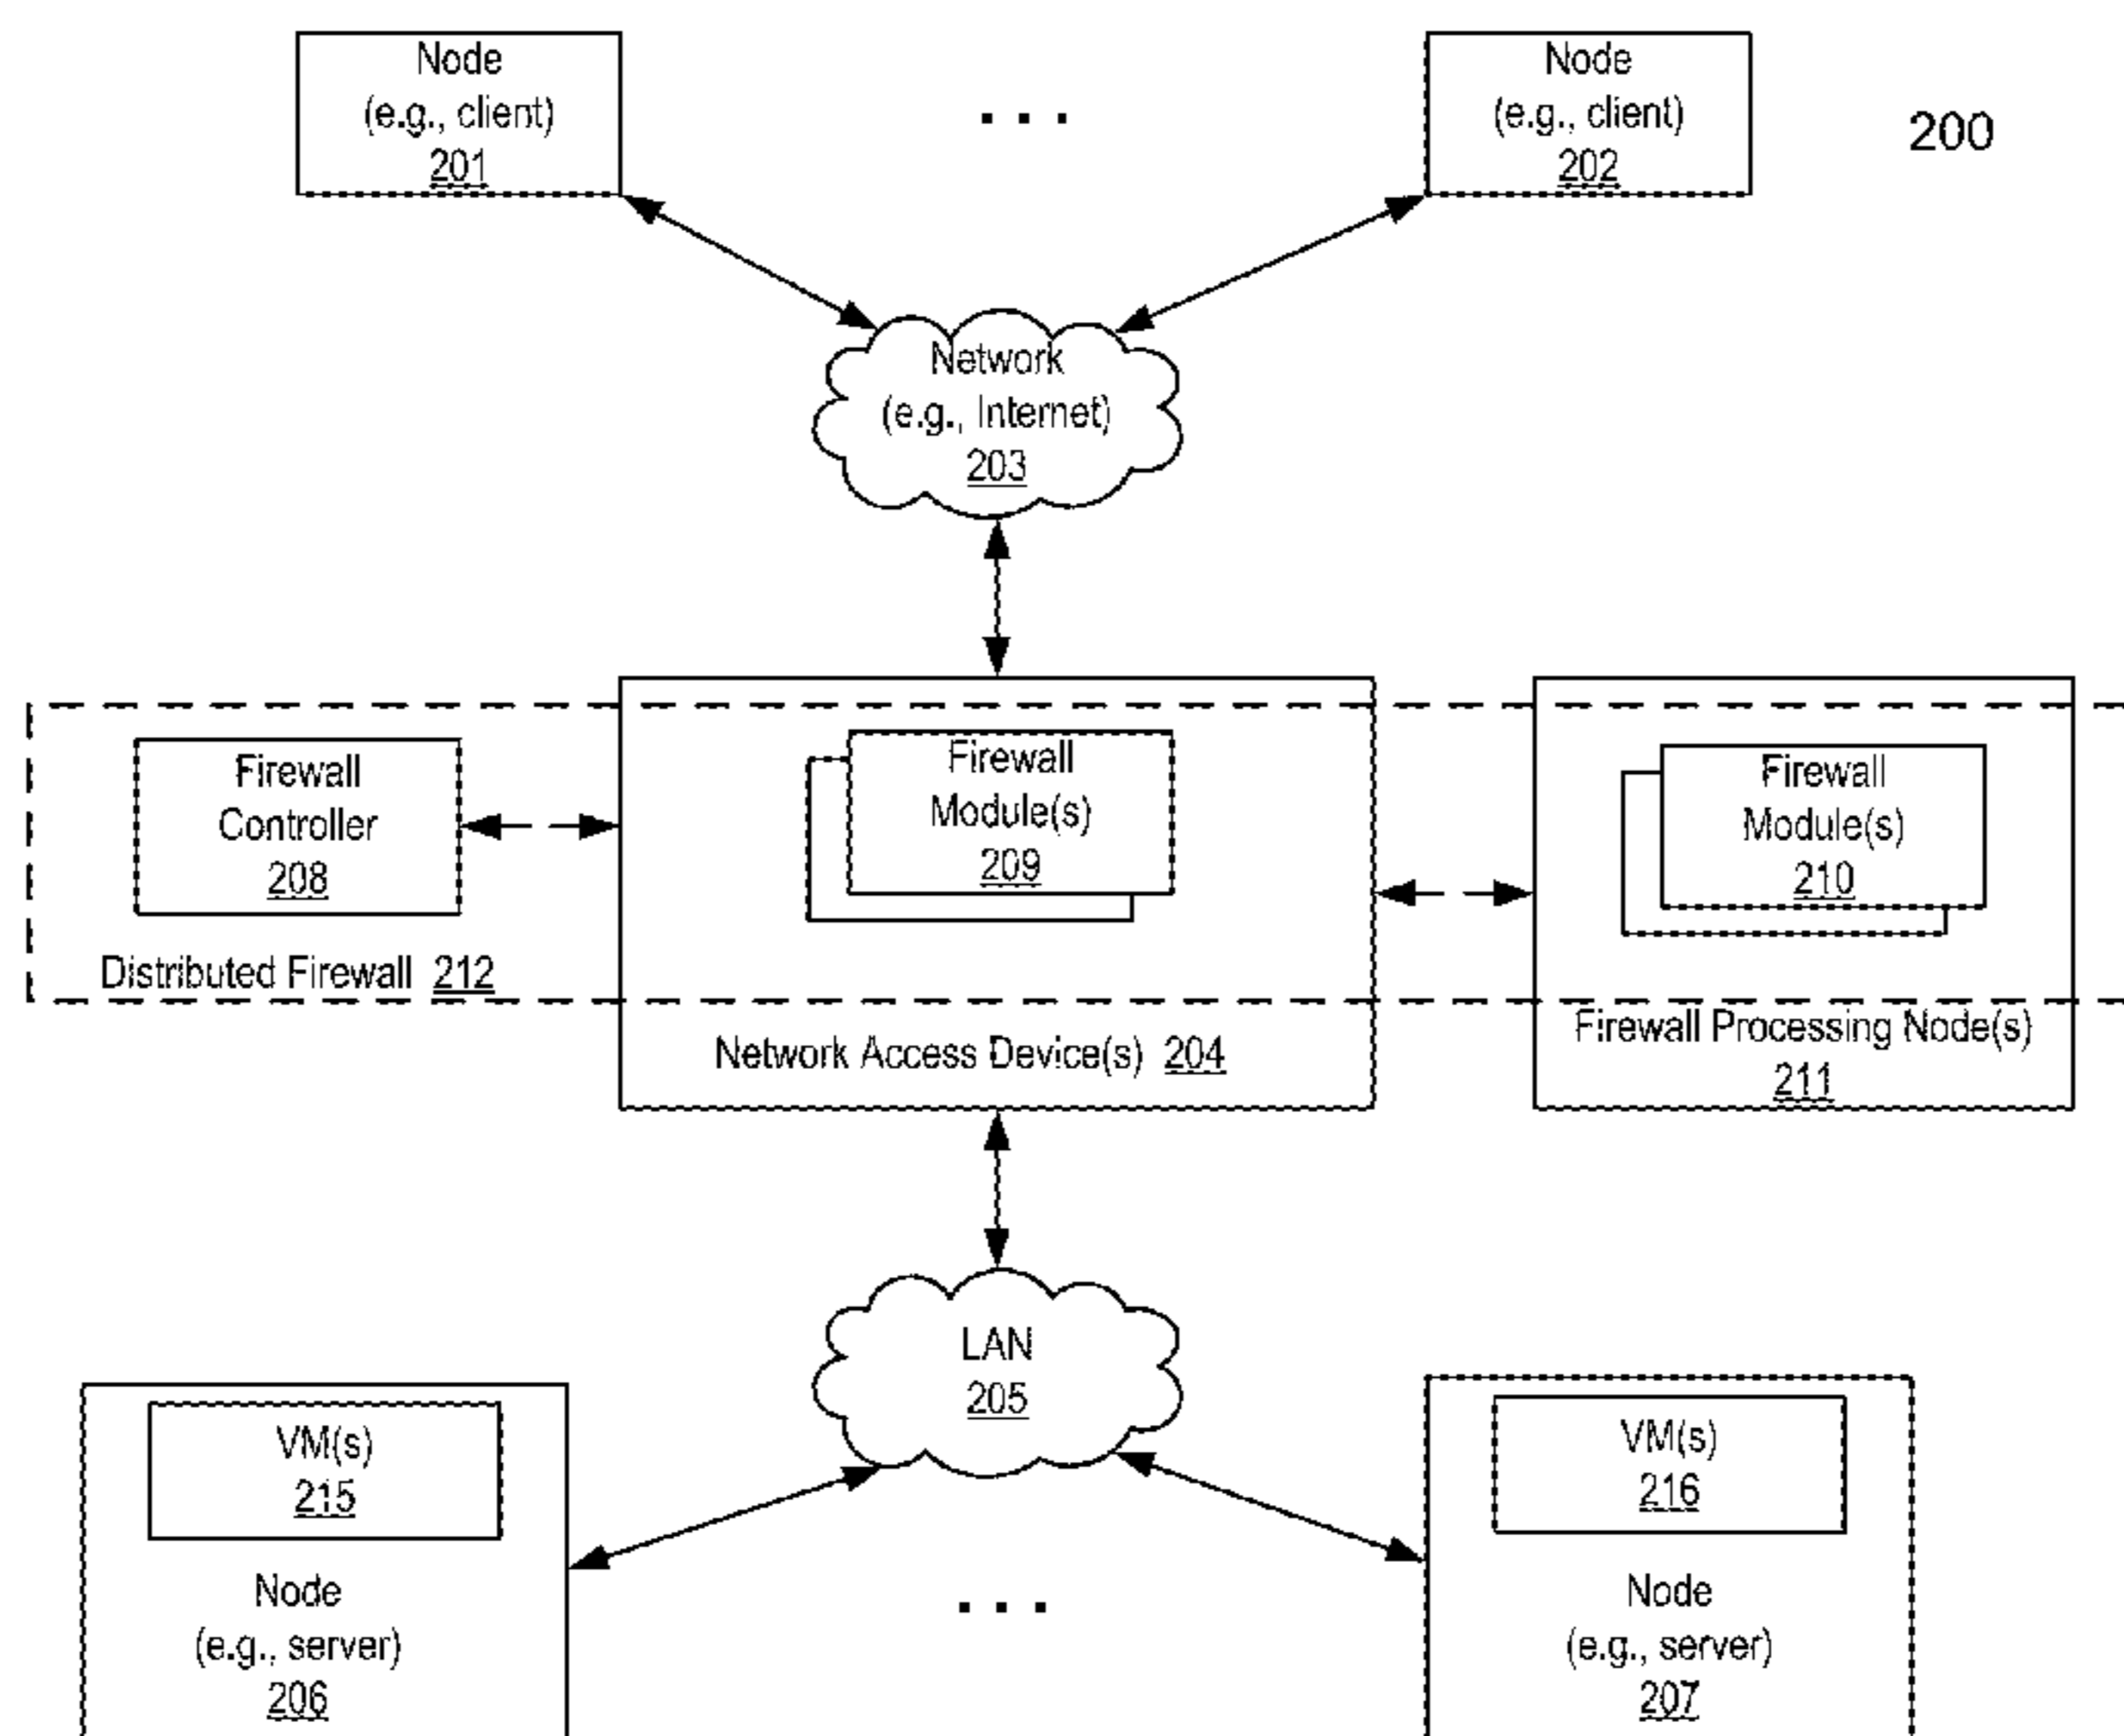 Node
(e.g., client)
201
. . .
Node
(e.g., client)
202
200
Network
(e.g., Internet)
203
Firewall
Controller
208
Distributed Firewall 212
Firewall
Module(s)
209
Network Access Device(s) 204
Firewall
Module(s)
210
Firewall Processing Node(s)
211
LAN
205
VM(s)
215
Node
(e.g., server)
206
. . .
VM(s)
216
Node
(e.g., server)
207